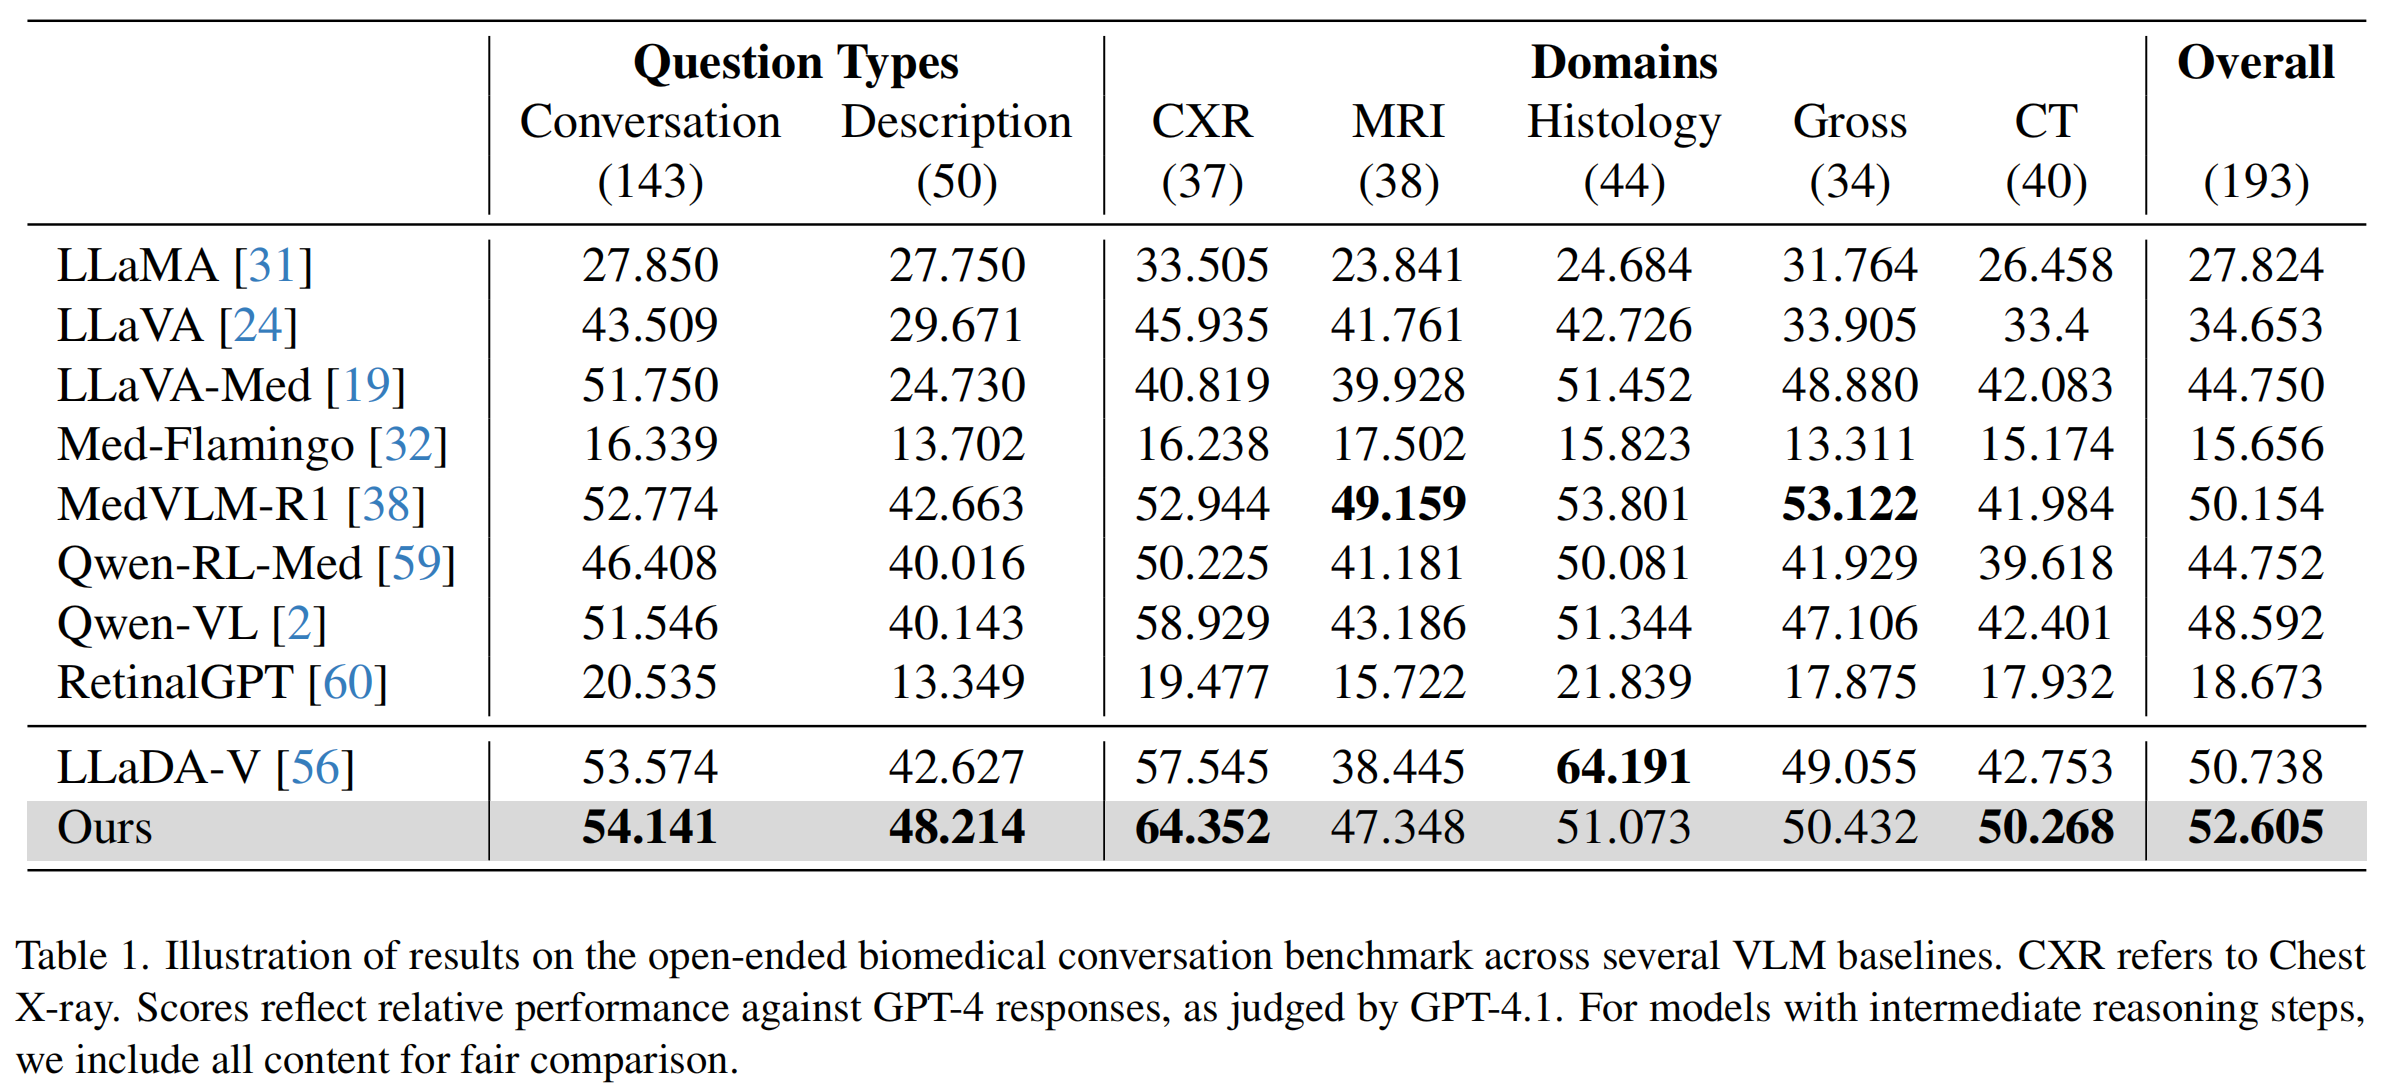 Question Types Domains Overall
Conversation Description CXR MRI Histology Gross CT
(143) (50) (37) (38) (44) (34) (40) (193)
LLaMA [31] 27.850 27.750 33.505 23.841 24.684 31.764 26.458 27.824
LLaVA [24] 43.509 29.671 45.935 41.761 42.726 33.905 33.4 34.653
LLaVA-Med [19] 51.750 24.730 40.819 39.928 51.452 48.880 42.083 44.750
Med-Flamingo [32] 16.339 13.702 16.238 17.502 15.823 13.311 15.174 15.656
MedVLM-R1 [38] 52.774 42.663 52.944 49.159 53.801 53.122 41.984 50.154
Qwen-RL-Med [59] 46.408 40.016 50.225 41.181 50.081 41.929 39.618 44.752
Qwen-VL [2] 51.546 40.143 58.929 43.186 51.344 47.106 42.401 48.592
RetinalGPT [60] 20.535 13.349 19.477 15.722 21.839 17.875 17.932 18.673
LLaDA-V [56] 53.574 42.627 57.545 38.445 64.191 49.055 42.753 50.738
Ours 54.141 48.214 64.352 47.348 51.073 50.432 50.268 52.605
Table 1. Illustration of results on the open-ended biomedical conversation benchmark across several VLM baselines. CXR refers to Chest
X-ray. Scores reflect relative performance against GPT-4 responses, as judged by GPT-4.1. For models with intermediate reasoning steps,
we include all content for fair comparison.